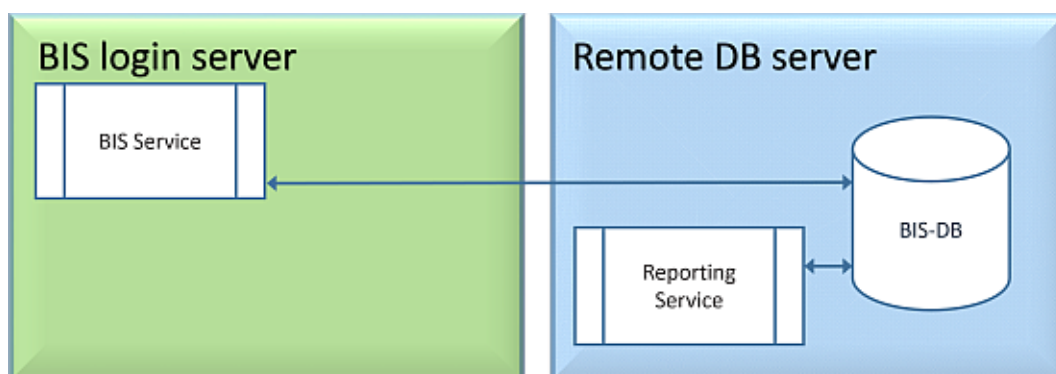 BIS login server
BIS Service
Remote DB server
BIS-DB
Reporting
Service